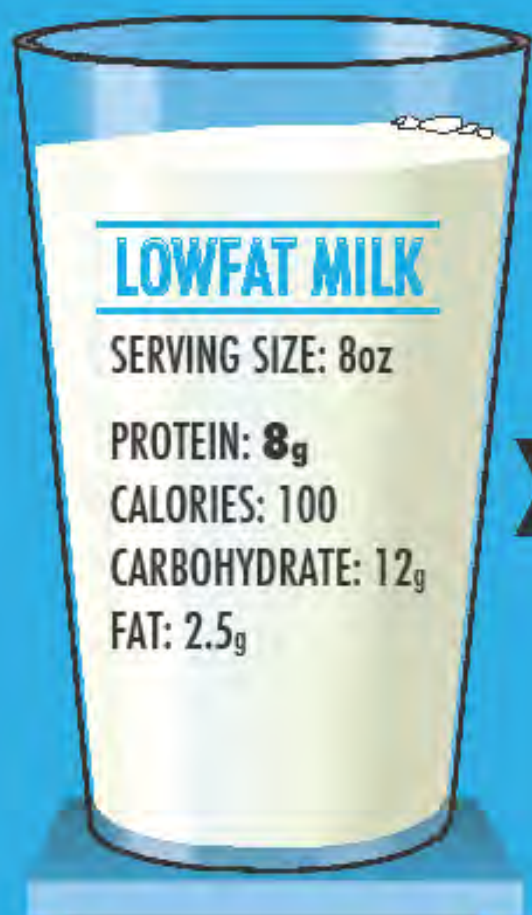 LOWFAT MILK
SERVING SIZE: 8oz
PROTEIN: 8g
CALORIES: 100
CARBOHYDRATE: 12g
FAT: 2.5g